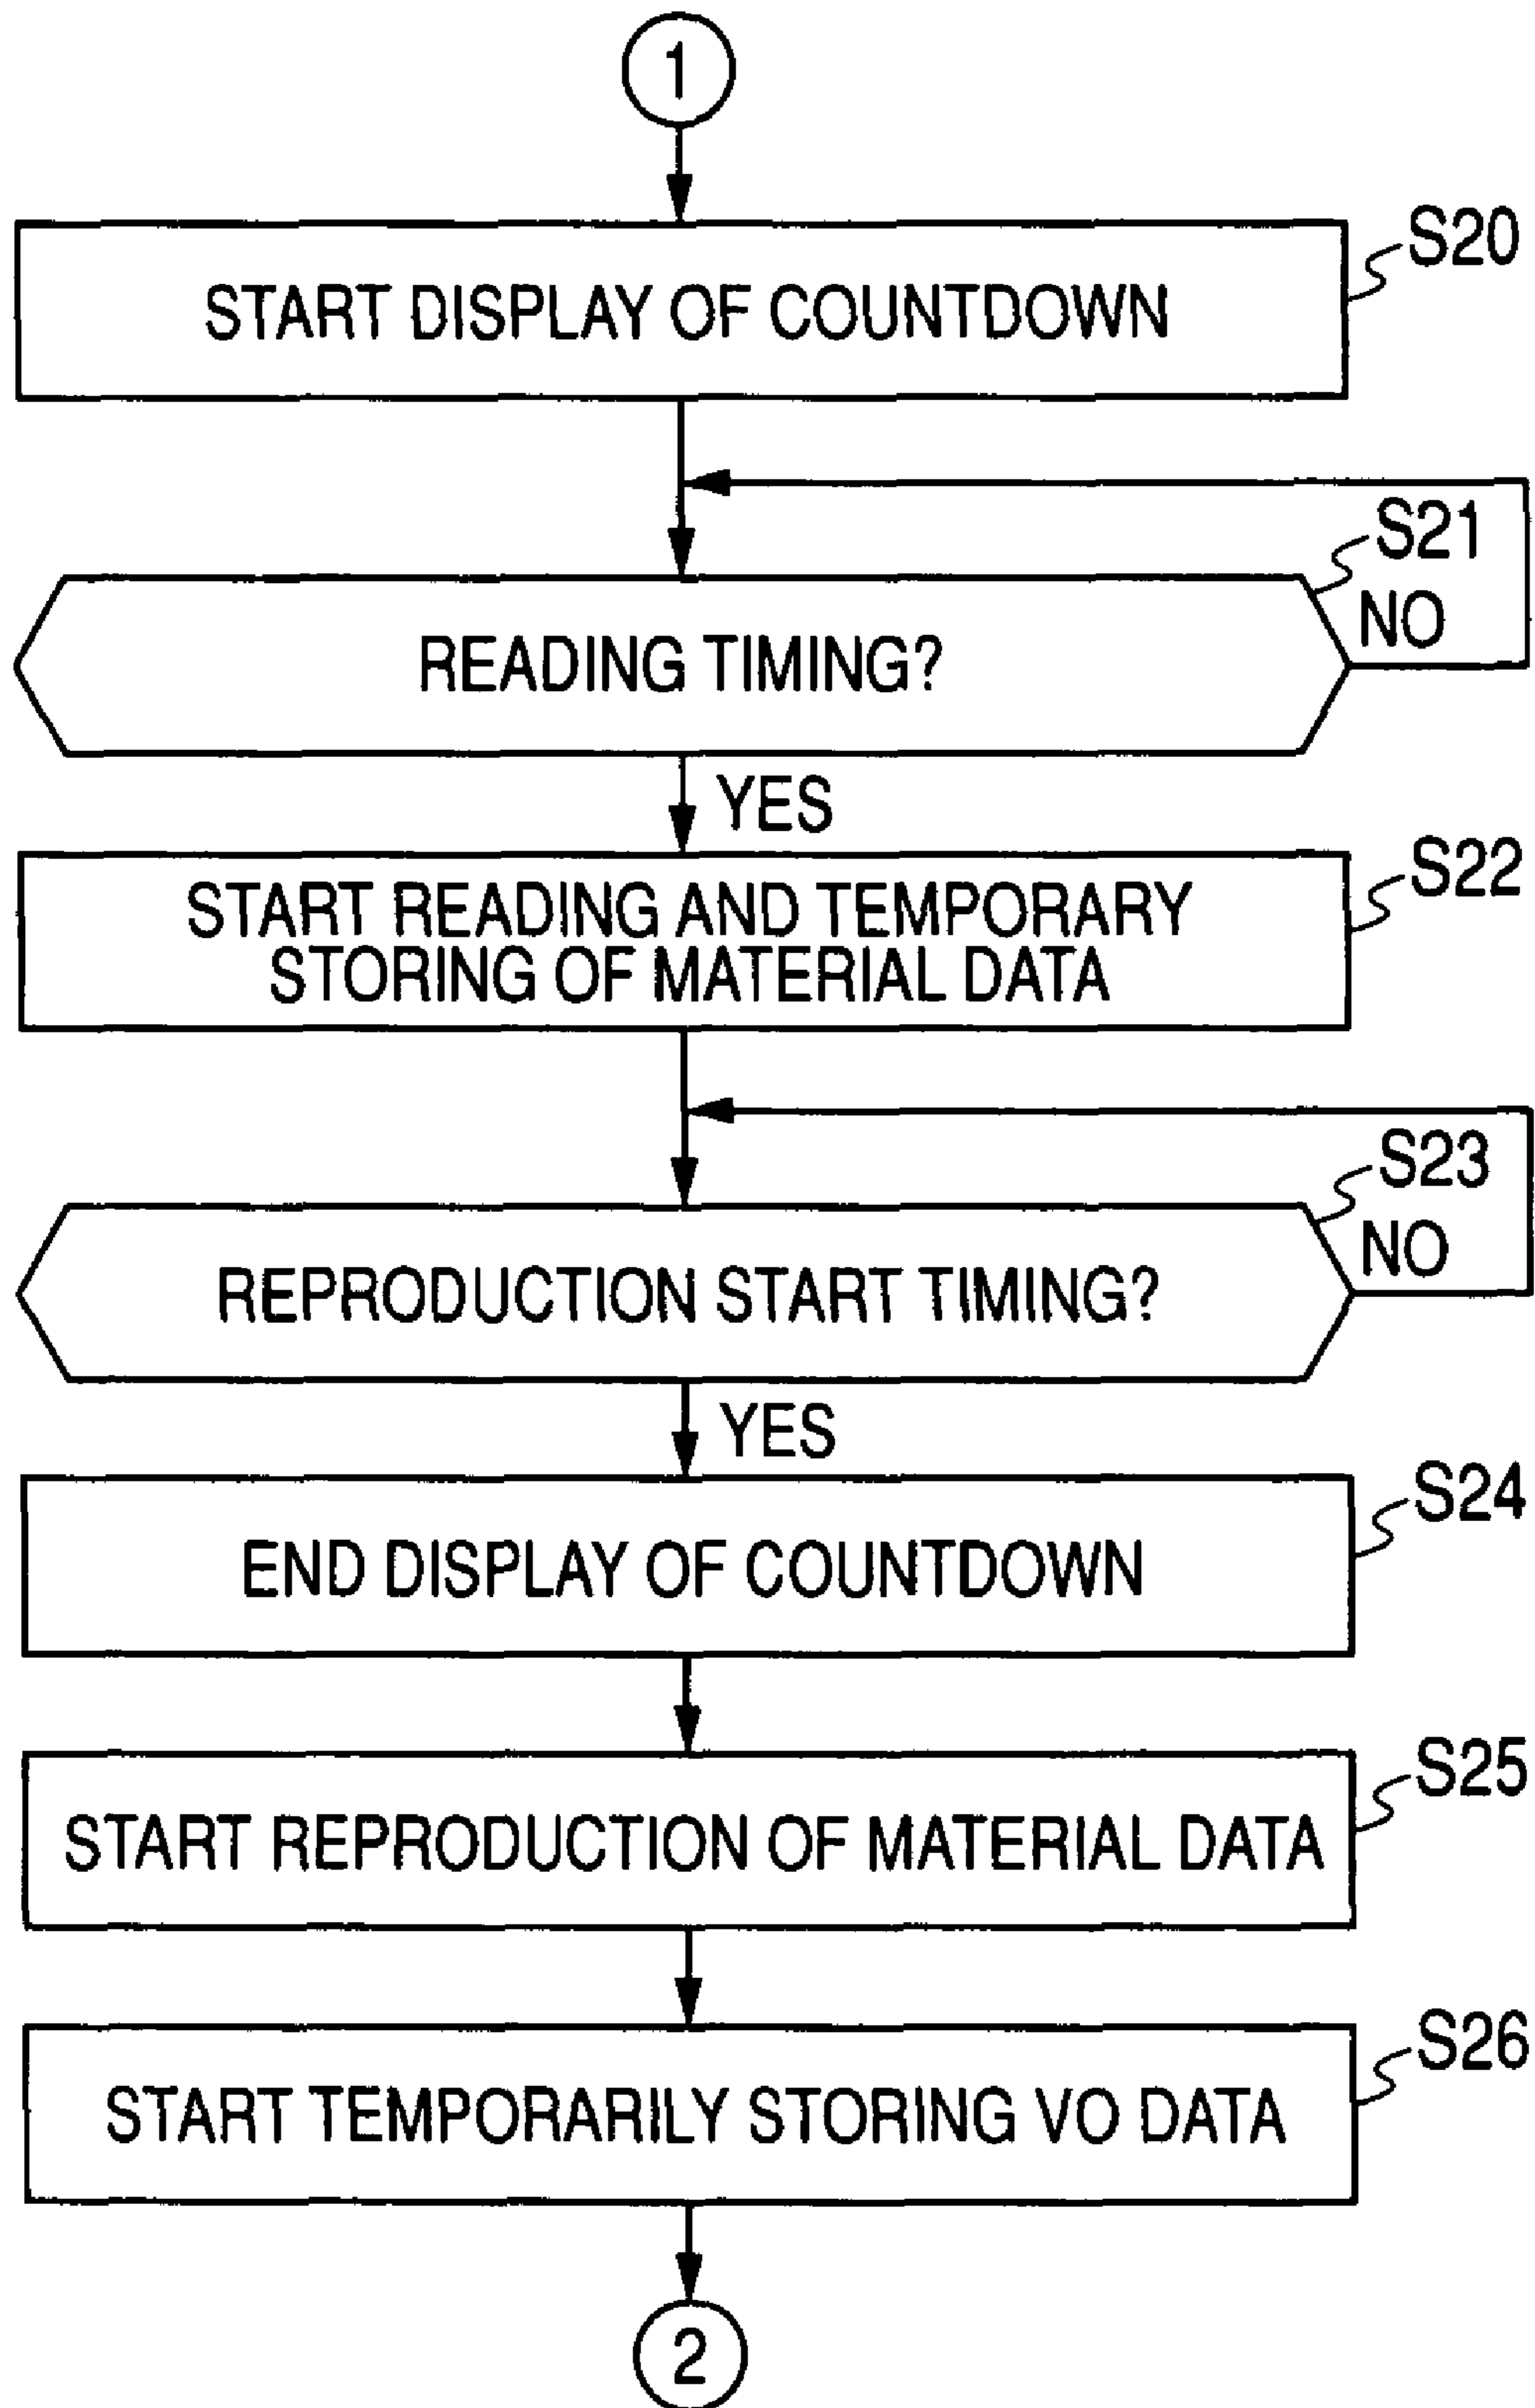 1
S20
START DISPLAY OF COUNTDOWN
S21
NO
READING TIMING?
YES
S22
START READING AND TEMPORARY
STORING OF MATERIAL DATA
S23
NO
REPRODUCTION START TIMING?
YES
S24
END DISPLAY OF COUNTDOWN
S25
START REPRODUCTION OF MATERIAL DATA
S26
START TEMPORARILY STORING VO DATA
2